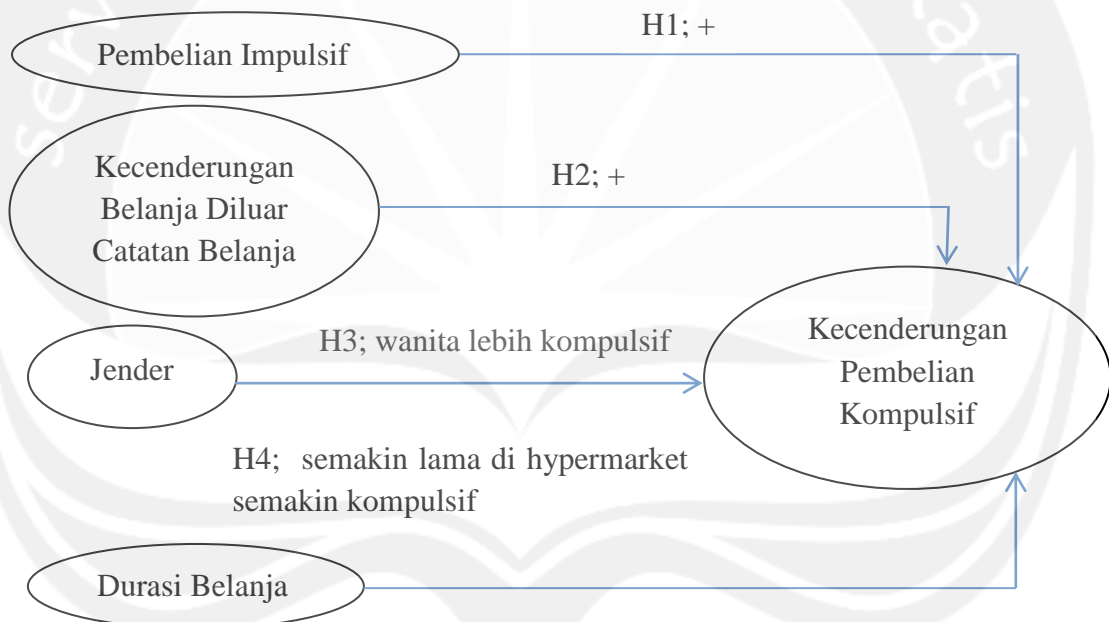 H1; +
Pembelian Impulsif
Kecenderungan
Belanja Diluar
Catatan Belanja
H2; +
H3; wanita lebih kompulsif
Jender
Kecenderungan
Pembelian
Kompulsif
H4; semakin lama di hypermarket
semakin kompulsif
Durasi Belanja